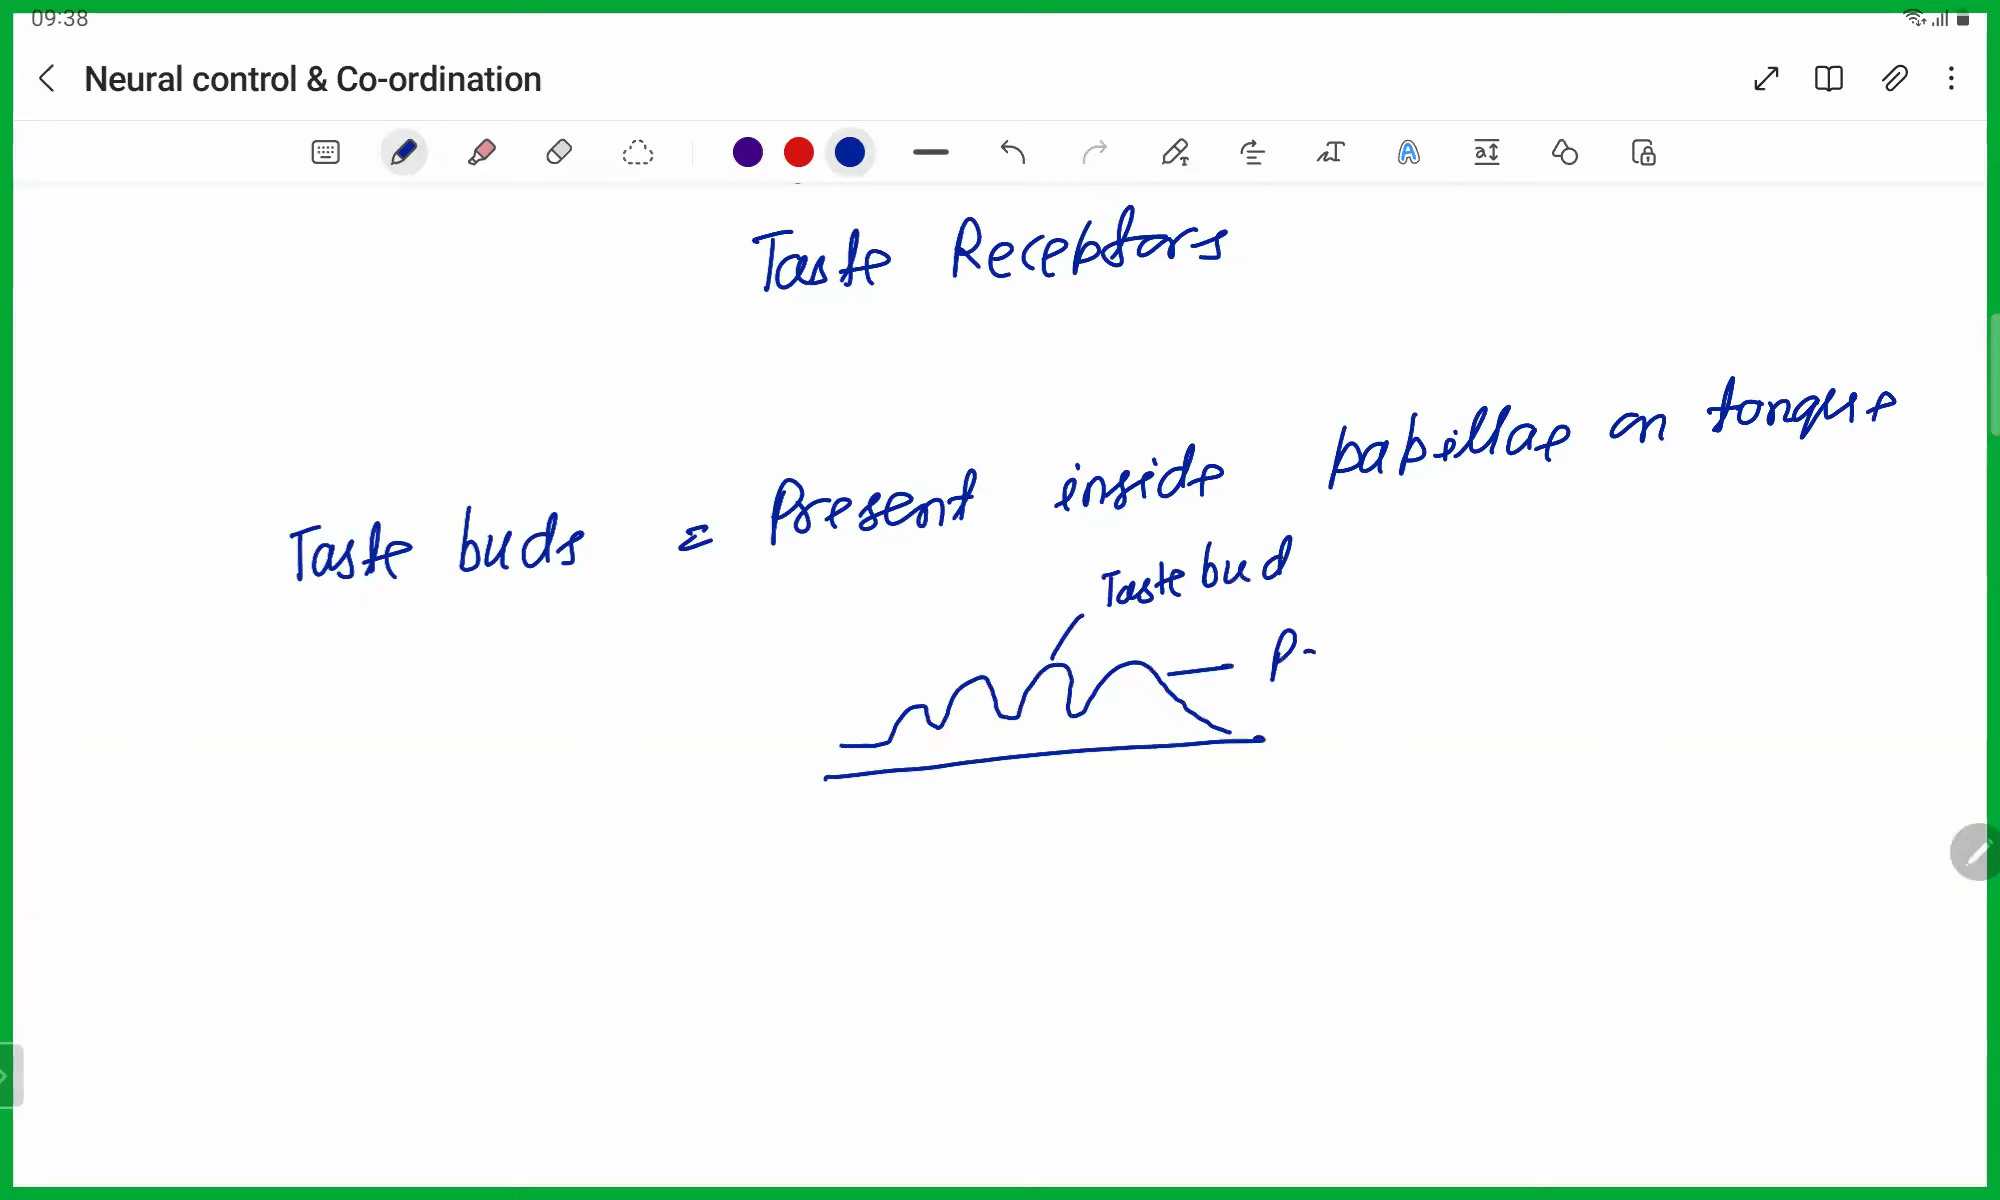 09:38
Neural control & Co-ordination
Taste Receptors
Taste buds = Present inside papillae on tongue
Taste bud
P-